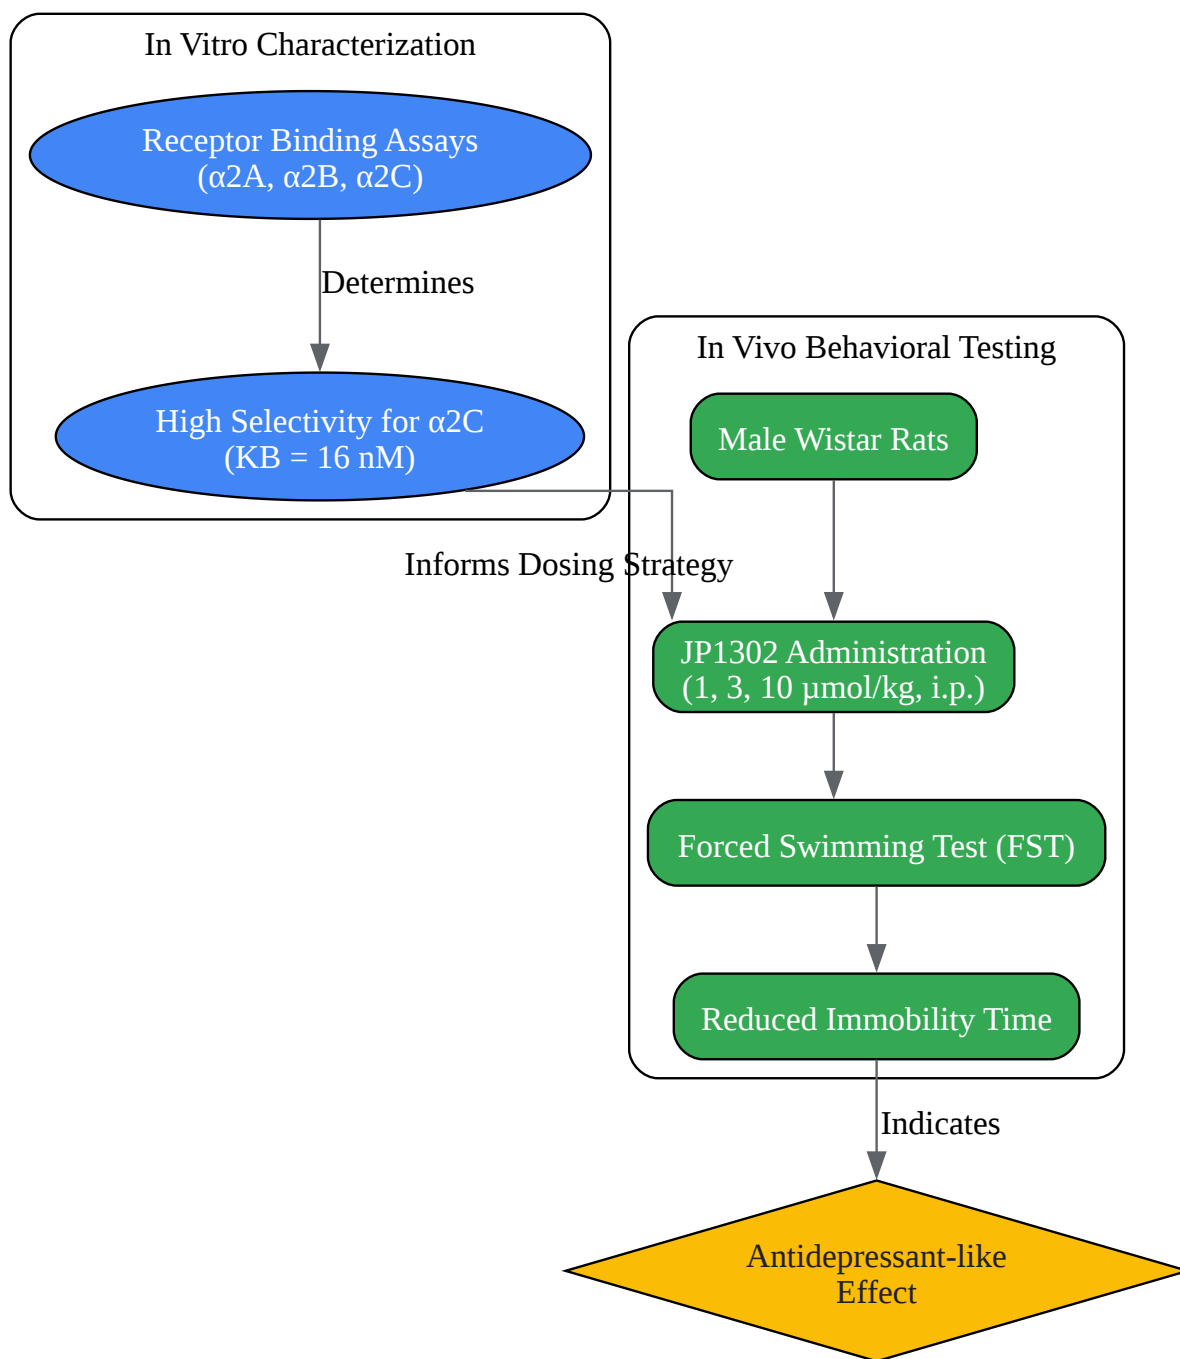 In Vitro Characterization
Receptor Binding Assays
(α2A, α2B, α2C)
Determines
High Selectivity for α2C
(KB = 16 nM)
Informs Dosing Strategy
In Vivo Behavioral Testing
Male Wistar Rats
JP1302 Administration
(1, 3, 10 µmol/kg, i.p.)
Forced Swimming Test (FST)
Reduced Immobility Time
Indicates
Antidepressant-like
Effect